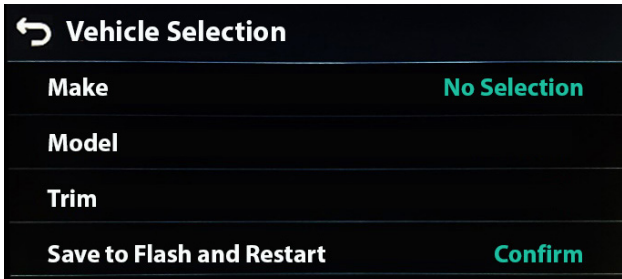 Vehicle Selection
Make No Selection
Model
Trim
Save to Flash and Restart Confirm